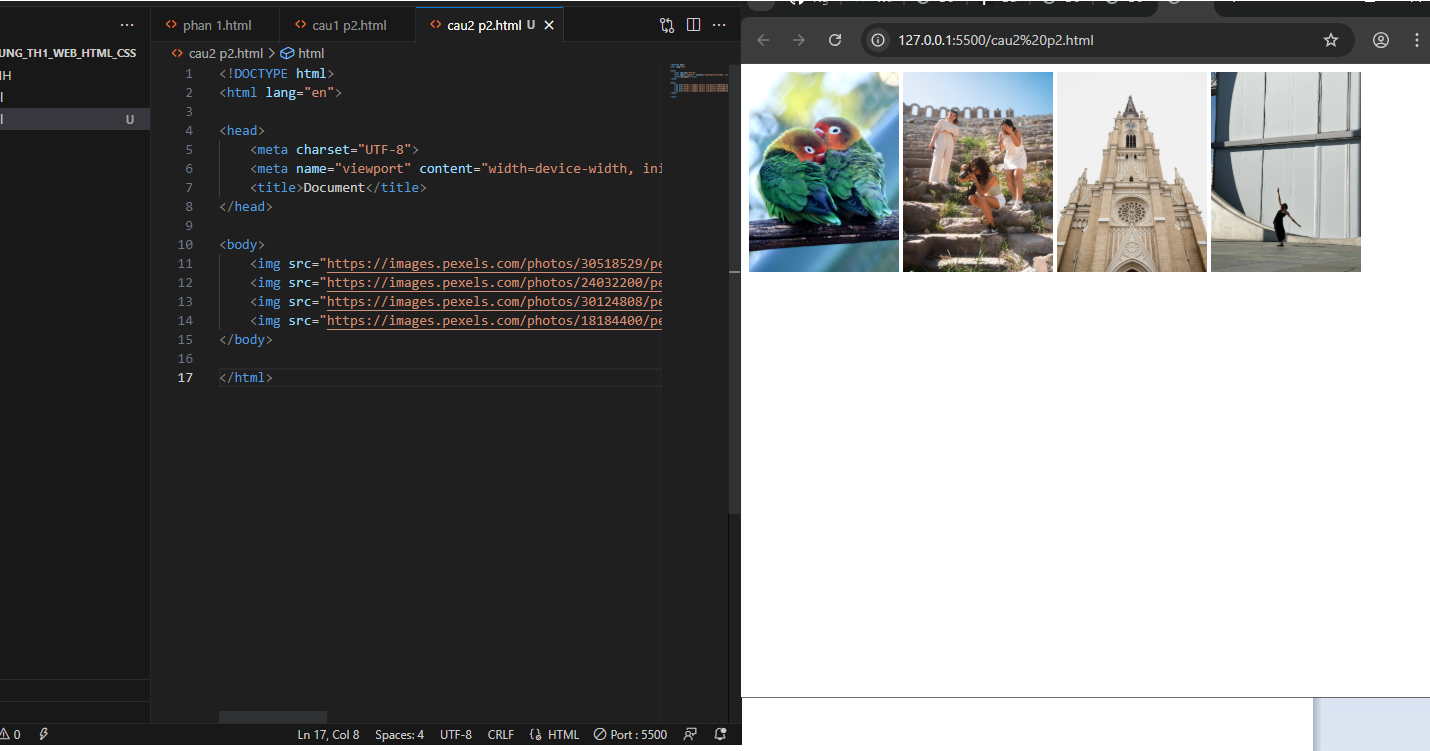 phan 1.html
cau1 p2.html
cau2 p2.html U
UNG_TH1_WEB_HTML_CSS
cau2 p2.html > html
U
1 <!DOCTYPE html>
2 <html lang="en">
3
4 <head>
5 <meta charset="UTF-8">
6 <meta name="viewport" content="width=device-width, ini
7 <title>Document</title>
8 </head>
9
10 <body>
11 <img src="https://images.pexels.com/photos/30518529/pe
12 <img src="https://images.pexels.com/photos/24032200/pe
13 <img src="https://images.pexels.com/photos/30124808/pe
14 <img src="https://images.pexels.com/photos/18184400/pe
15 </body>
16
17 </html>
0
Ln 17, Col 8
Spaces: 4
UTF-8
CRLF
HTML
Port : 5500
127.0.0.1:5500/cau2%20p2.html